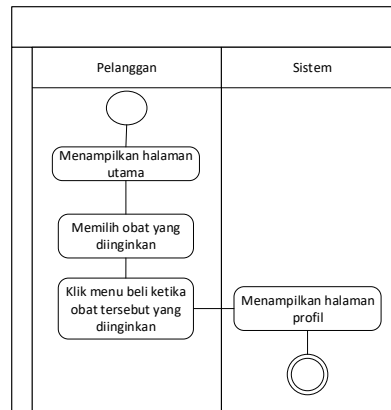 Pelanggan
Sistem
Menampilkan halaman
utama
Memilih obat yang
diinginkan
Klik menu beli ketika
obat tersebut yang
diinginkan
Menampilkan halaman
profil